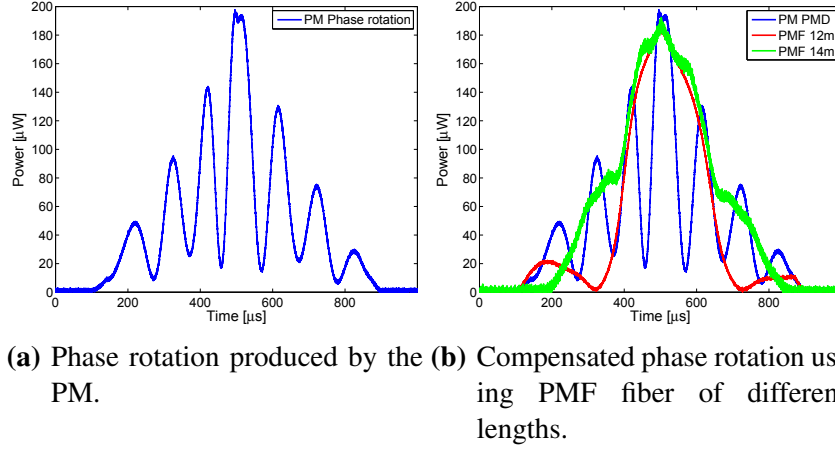 200
180
160
140
120
100
80
60
40
20
0
Power [µW]
0
200
400
600
800
Time [µs]
PM Phase rotation
200
180
160
140
120
100
80
60
40
20
0
Power [µW]
0
200
400
600
800
Time [µs]
PM PMD
PMF 12m
PMF 14m
(a) Phase rotation produced by the
PM.
(b) Compensated phase rotation us
ing PMF fiber of differen
lengths.